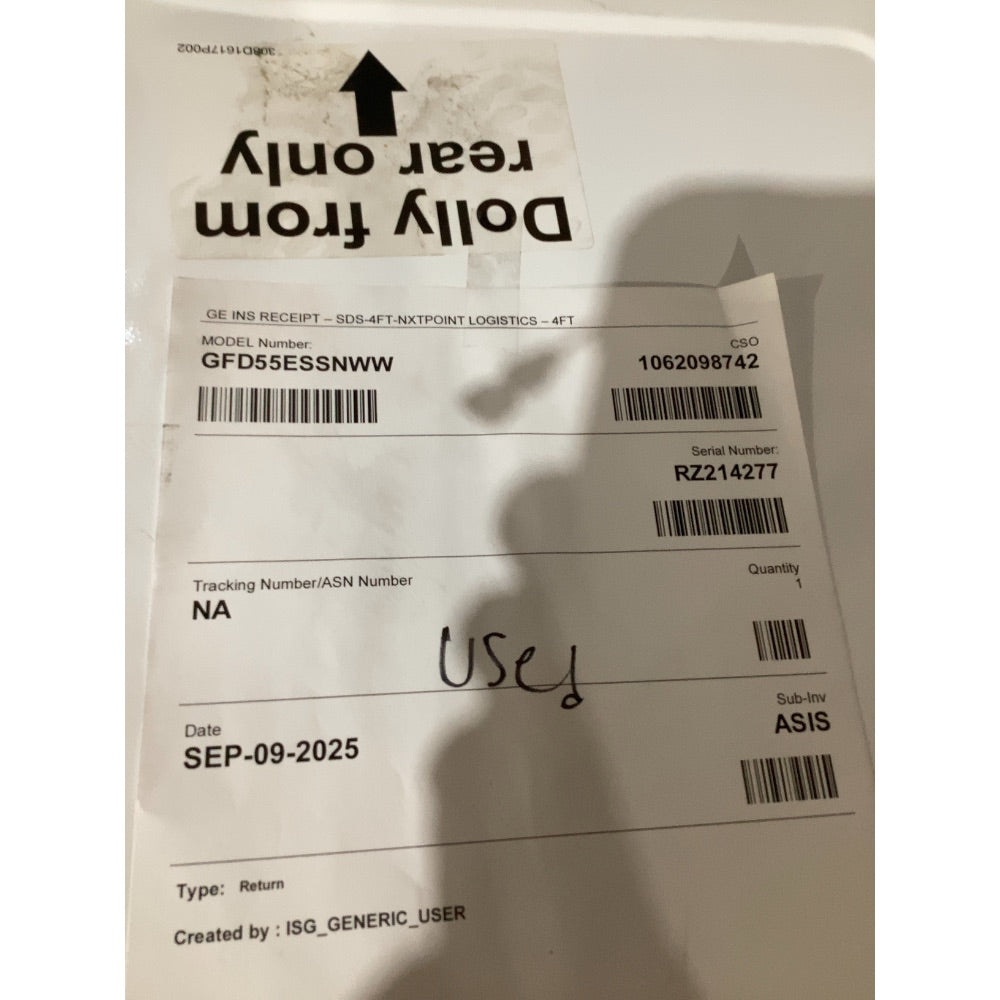 Dolly from
rear only
308D1617P002
GE INS RECEIPT – SDS-4FT-NXTPOINT LOGISTICS – 4FT
MODEL Number:
GFD55ESSNWW
CSO
1062098742
Serial Number:
RZ214277
Tracking Number/ASN Number
NA
Quantity
1
Used
Date
SEP-09-2025
Sub-Inv
ASIS
Type: Return
Created by : ISG_GENERIC_USER